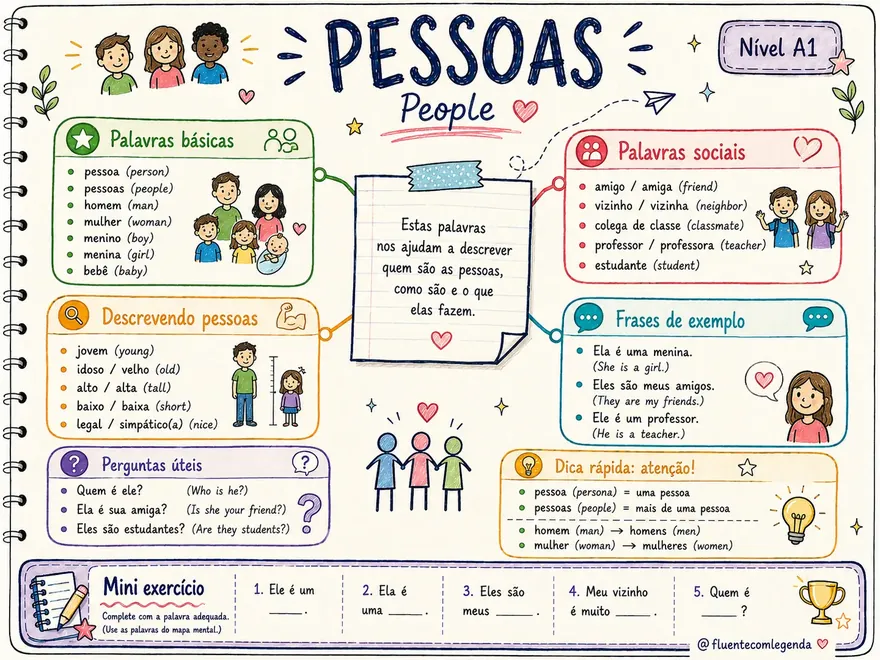 PESSOAS
People
Nível A1
Palavras básicas
pessoa (person)
pessoas (people)
homem (man)
mulher (woman)
menino (boy)
menina (girl)
bebê (baby)
Estas palavras
nos ajudam a descrever
quem são as pessoas,
como são e o que
elas fazem.
Palavras sociais
amigo / amiga (friend)
vizinho / vizinha (neighbor)
colega de classe (classmate)
professor / professora (teacher)
estudante (student)
Descrevendo pessoas
jovem (young)
idoso / velho (old)
alto / alta (tall)
baixo / baixa (short)
legal / simpático(a) (nice)
Frases de exemplo
Ela é uma menina.
(She is a girl.)
Eles são meus amigos.
(They are my friends.)
Ele é um professor.
(He is a teacher.)
Perguntas úteis
Quem é ele? (Who is he?)
Ela é sua amiga? (Is she your friend?)
Eles são estudantes? (Are they students?)
Dica rápida: atenção!
pessoa (persona) = uma pessoa
pessoas (people) = mais de uma pessoa
homem (man) → homens (men)
mulher (woman) → mulheres (women)
Mini exercício
Complete com a palavra adequada.
(Use as palavras do mapa mental.)
1. Ele é um
_____.
2. Ela é
uma _____.
3. Eles são
meus _____.
4. Meu vizinho
é muito _____.
5. Quem é
_____?
@fluentecomlegenda